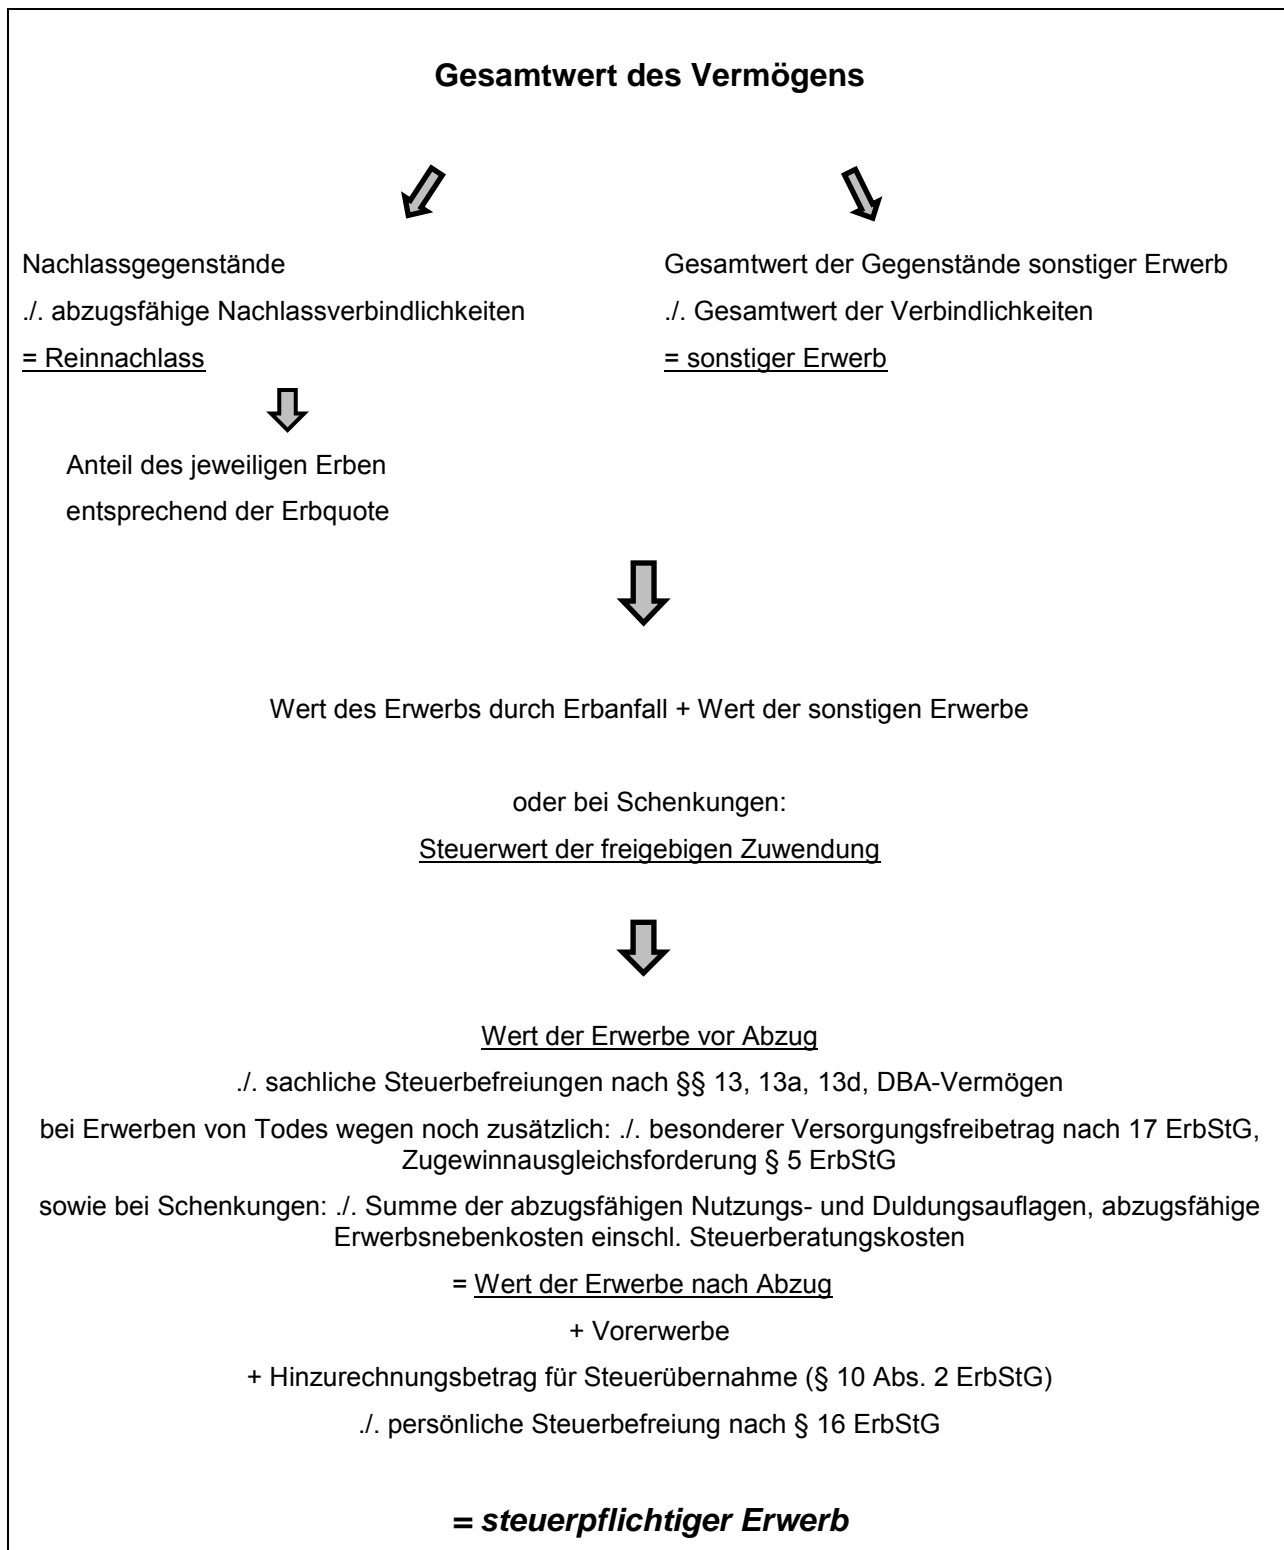 Gesamtwert des Vermögens
Nachlassgegenstände
./. abzugsfähige Nachlassverbindlichkeiten
= Reinnachlass
Anteil des jeweiligen Erben
entsprechend der Erbquote
Gesamtwert der Gegenstände sonstiger Erwerb
./. Gesamtwert der Verbindlichkeiten
= sonstiger Erwerb
Wert des Erwerbs durch Erbanfall + Wert der sonstigen Erwerbe
oder bei Schenkungen:
Steuerwert der freigebigen Zuwendung
Wert der Erwerbe vor Abzug
./. sachliche Steuerbefreiungen nach §§ 13, 13a, 13d, DBA-Vermögen
bei Erwerben von Todes wegen noch zusätzlich: ./. besonderer Versorgungsfreibetrag nach 17 ErbStG,
Zugewinnausgleichsforderung § 5 ErbStG
sowie bei Schenkungen: ./. Summe der abzugsfähigen Nutzungs- und Duldungsauflagen, abzugsfähige
Erwerbsnebenkosten einschl. Steuerberatungskosten
= Wert der Erwerbe nach Abzug
+ Vorerwerbe
+ Hinzurechnungsbetrag für Steuerübernahme (§ 10 Abs. 2 ErbStG)
./. persönliche Steuerbefreiung nach § 16 ErbStG
= steuerpflichtiger Erwerb